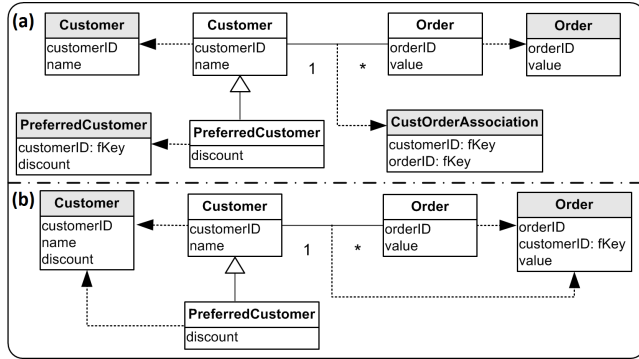 (a)
Customer
customerID
name
Customer
customerID
name
1
*
Order
orderID
value
Order
orderID
value
PreferredCustomer
customerID: fKey
discount
PreferredCustomer
discount
CustOrderAssociation
customerID: fKey
orderID: fKey
(b)
Customer
customerID
name
discount
Customer
customerID
name
1
*
Order
orderID
value
Order
orderID
customerID: fKey
value
PreferredCustomer
discount